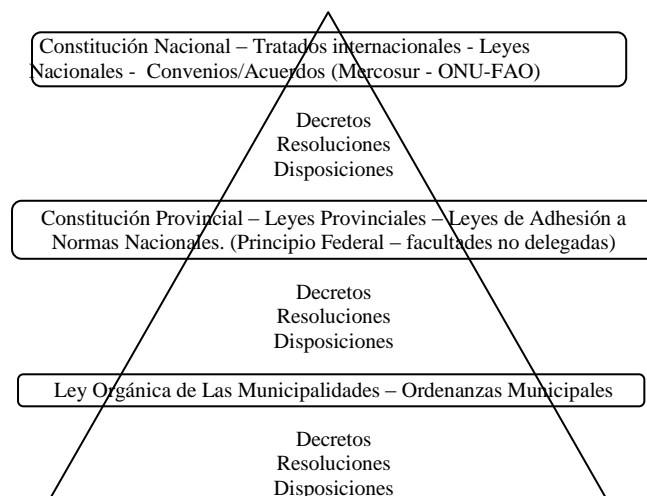 Constitución Nacional – Tratados internacionales - Leyes
Nacionales - Convenios/Acuerdos (Mercosur - ONU-FAO)
Decretos
Resoluciones
Disposiciones
Constitución Provincial – Leyes Provinciales – Leyes de Adhesión a
Normas Nacionales. (Principio Federal – facultades no delegadas)
Decretos
Resoluciones
Disposiciones
Ley Orgánica de Las Municipalidades – Ordenanzas Municipales
Decretos
Resoluciones
Disposiciones